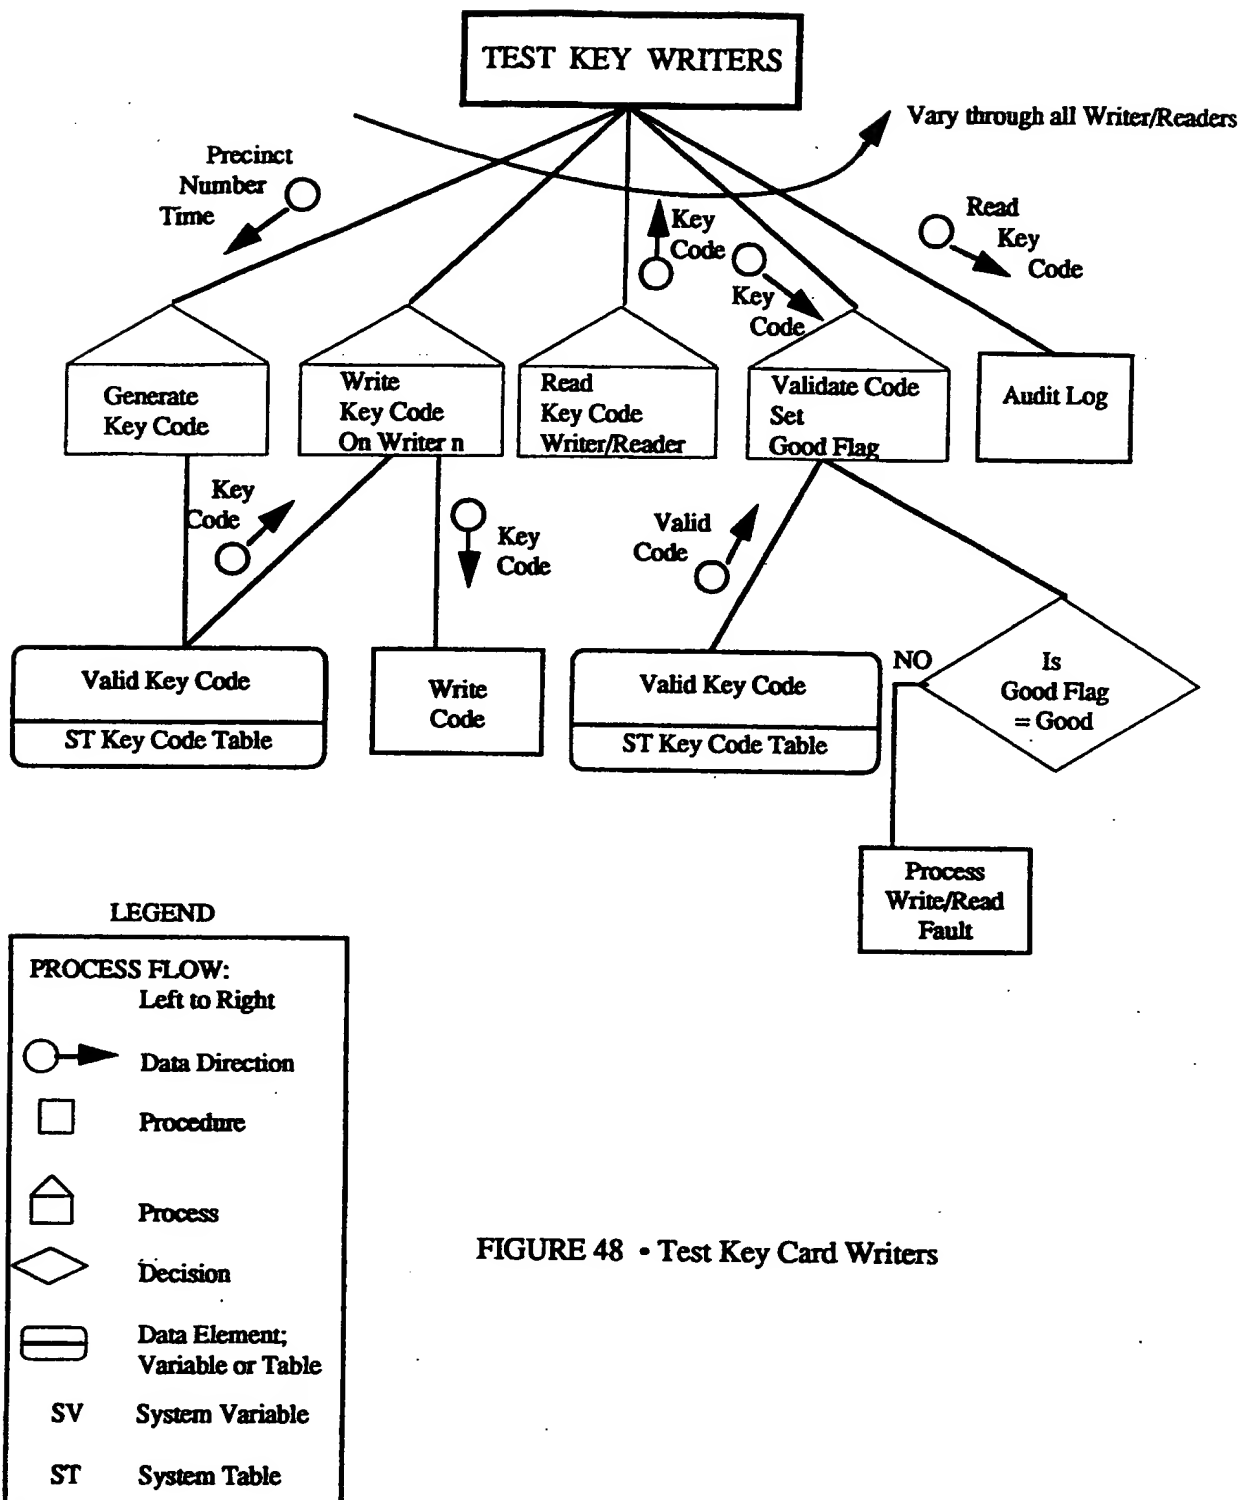 TEST KEY WRITERS
Vary through all Writer/Readers
Precinct
Number
Time
Key
Code
Key
Code
Read
Key
Code
Generate
Key Code
Write
Key Code
On Writer n
Read
Key Code
Writer/Reader
Validate Code
Set
Good Flag
Audit Log
Key
Code
Key
Code
Valid
Code
Valid Key Code
ST Key Code Table
Write
Code
Valid Key Code
ST Key Code Table
NO
Is
Good Flag
= Good
Process
Write/Read
Fault
LEGEND
PROCESS FLOW:
Left to Right
Data Direction
Procedure
Process
Decision
Data Element;
Variable or Table
SV System Variable
ST System Table
FIGURE 48 • Test Key Card Writers